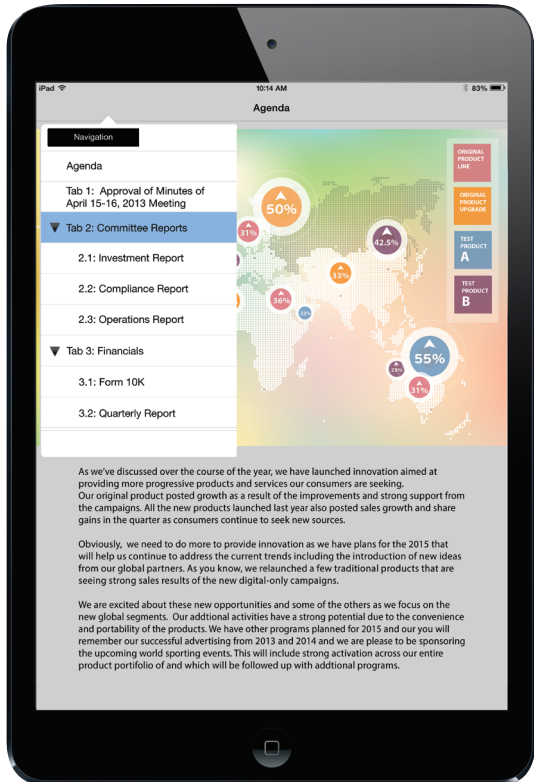 iPad
10:14 AM
83%
Agenda
Navigation
Agenda
Tab 1: Approval of Minutes of
April 15-16, 2013 Meeting
Tab 2: Committee Reports
2.1: Investment Report
2.2: Compliance Report
2.3: Operations Report
Tab 3: Financials
3.1: Form 10K
3.2: Quarterly Report
ORIGINAL
PRODUCT
LINE
ORIGINAL
PRODUCT
UPGRADE
TEST
PRODUCT
A
TEST
PRODUCT
B
50%
31%
42.5%
33%
36%
55%
31%
As we've discussed over the course of the year, we have launched innovation aimed at
providing more progressive products and services our consumers are seeking.
Our original product posted growth as a result of the improvements and strong support from
the campaigns. All the new products launched last year also posted sales growth and share
gains in the quarter as consumers continue to seek new sources.
Obviously, we need to do more to provide innovation as we have plans for the 2015 that
will help us continue to address the current trends including the introduction of new ideas
from our global partners. As you know, we relaunched a few traditional products that are
seeing strong sales results of the new digital-only campaigns.
We are excited about these new opportunities and some of the others as we focus on the
new global segments. Our addtional activities have a strong potential due to the convenience
and portability of the products. We have other programs planned for 2015 and our you will
remember our successful advertising from 2013 and 2014 and we are please to be sponsoring
the upcoming world sporting events. This will include strong activation across our entire
product portifolio of and which will be followed up with addtional programs.